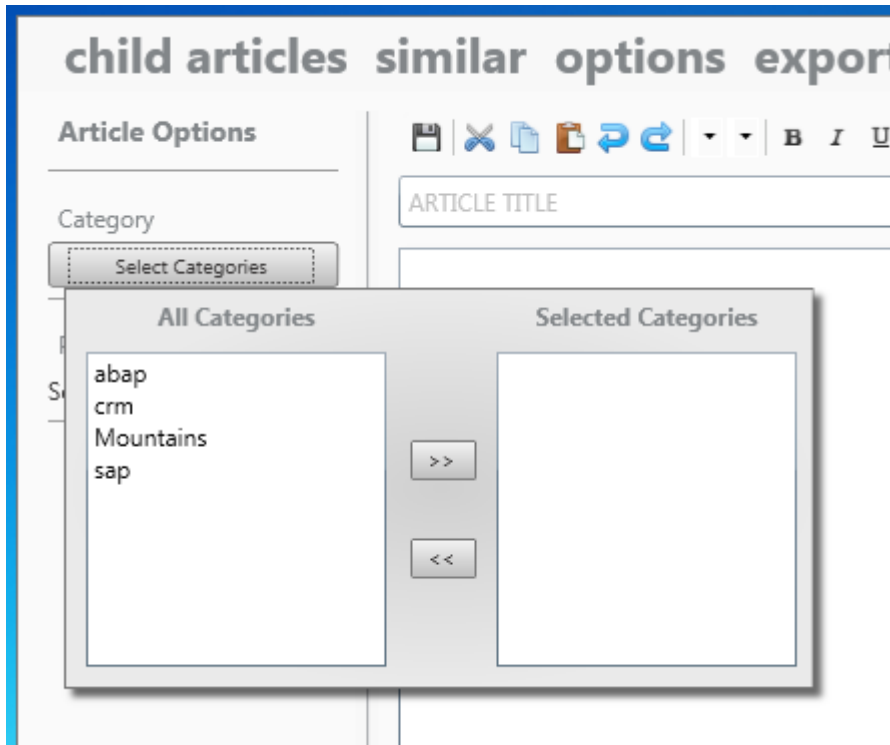 child articles similar options export
Article Options
B I U
Category
ARTICLE TITLE
Select Categories
All Categories
Selected Categories
abap
crm
Mountains
sap
>>
<<